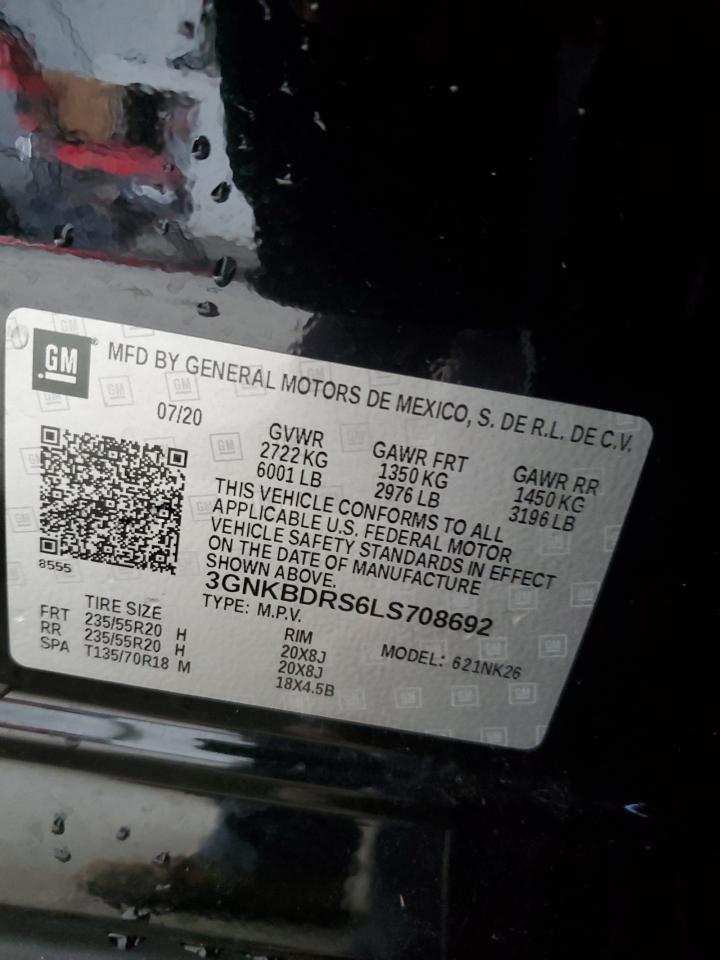 GM
MFD BY GENERAL MOTORS DE MEXICO, S. DE R.L. DE C.V.
07/20
GVWR GAWR FRT GAWR RR
2722 KG 1350 KG 1450 KG
6001 LB 2976 LB 3196 LB
THIS VEHICLE CONFORMS TO ALL
APPLICABLE U.S. FEDERAL MOTOR
VEHICLE SAFETY STANDARDS IN EFFECT
ON THE DATE OF MANUFACTURE
SHOWN ABOVE.
8555
3GNKBDRS6LS708692
TYPE: M.P.V. MODEL: 621NK26
TIRE SIZE RIM
FRT 235/55R20 H 20X8J
RR 235/55R20 H 20X8J
SPA T135/70R18 M 18X4.5B